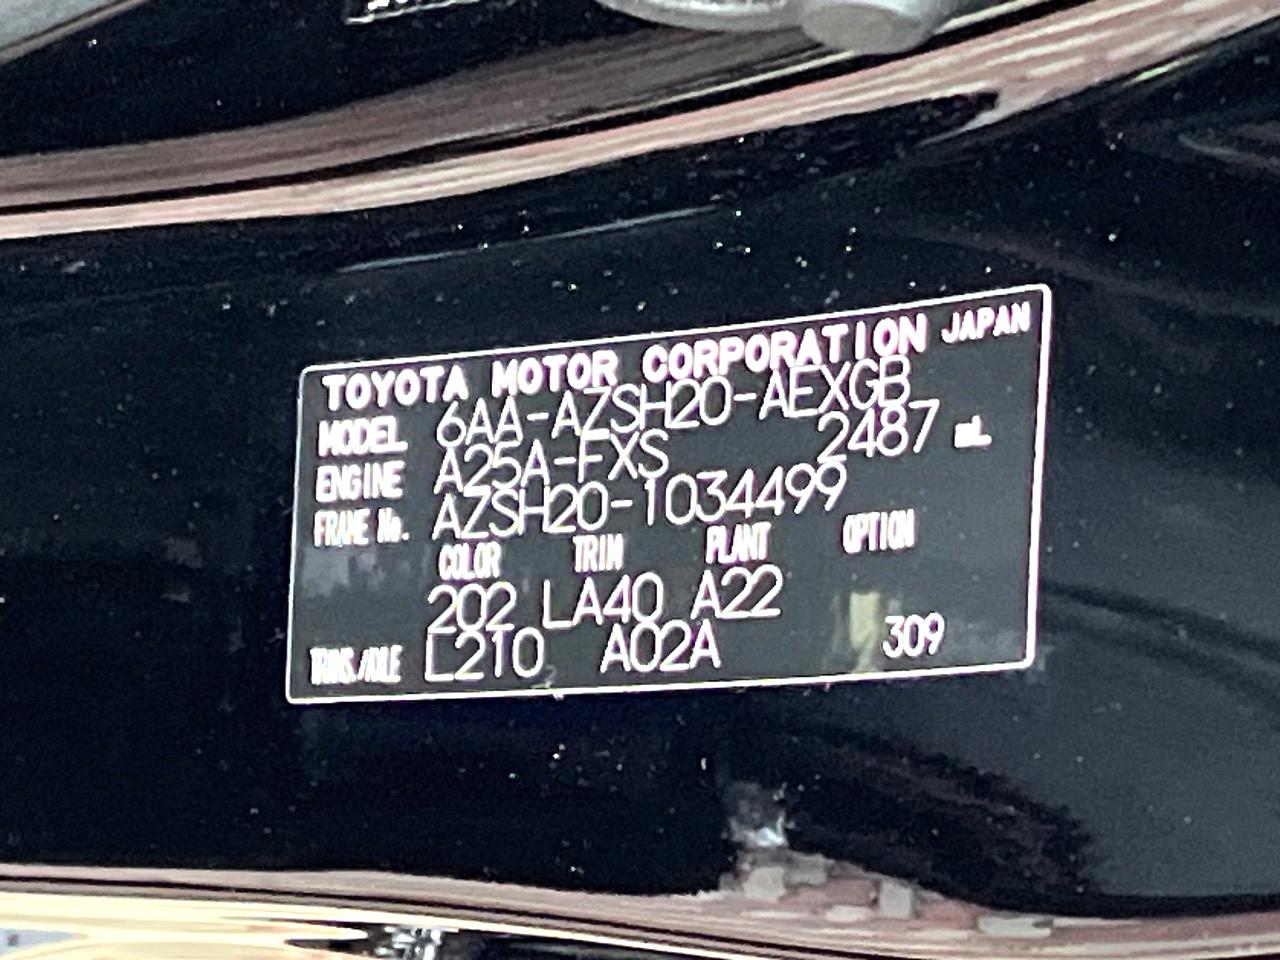 TOYOTA MOTOR CORPORATION JAPAN
MODEL 6AA-AZSH20-AEXGB
ENGINE A25A-FXS 2487 mL
FRAME No. AZSH20-1034499
COLOR TRIM PLANT OPTION
202 LA40 A22
TRANS./AXLE L210 A02A 309